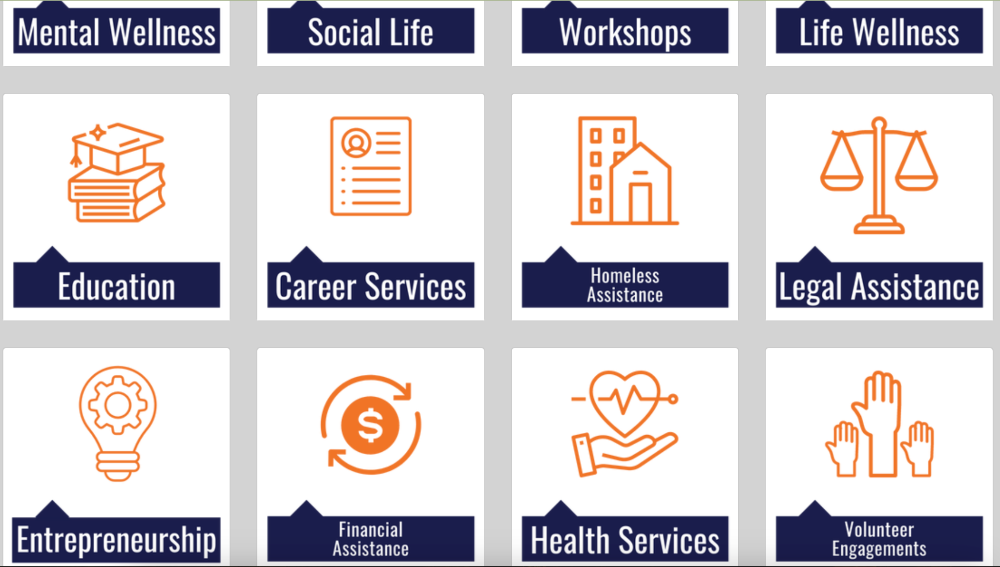 Mental Wellness
Social Life
Workshops
Life Wellness
Education
Career Services
Homeless
Assistance
Legal Assistance
Entrepreneurship
Financial
Assistance
Health Services
Volunteer
Engagements